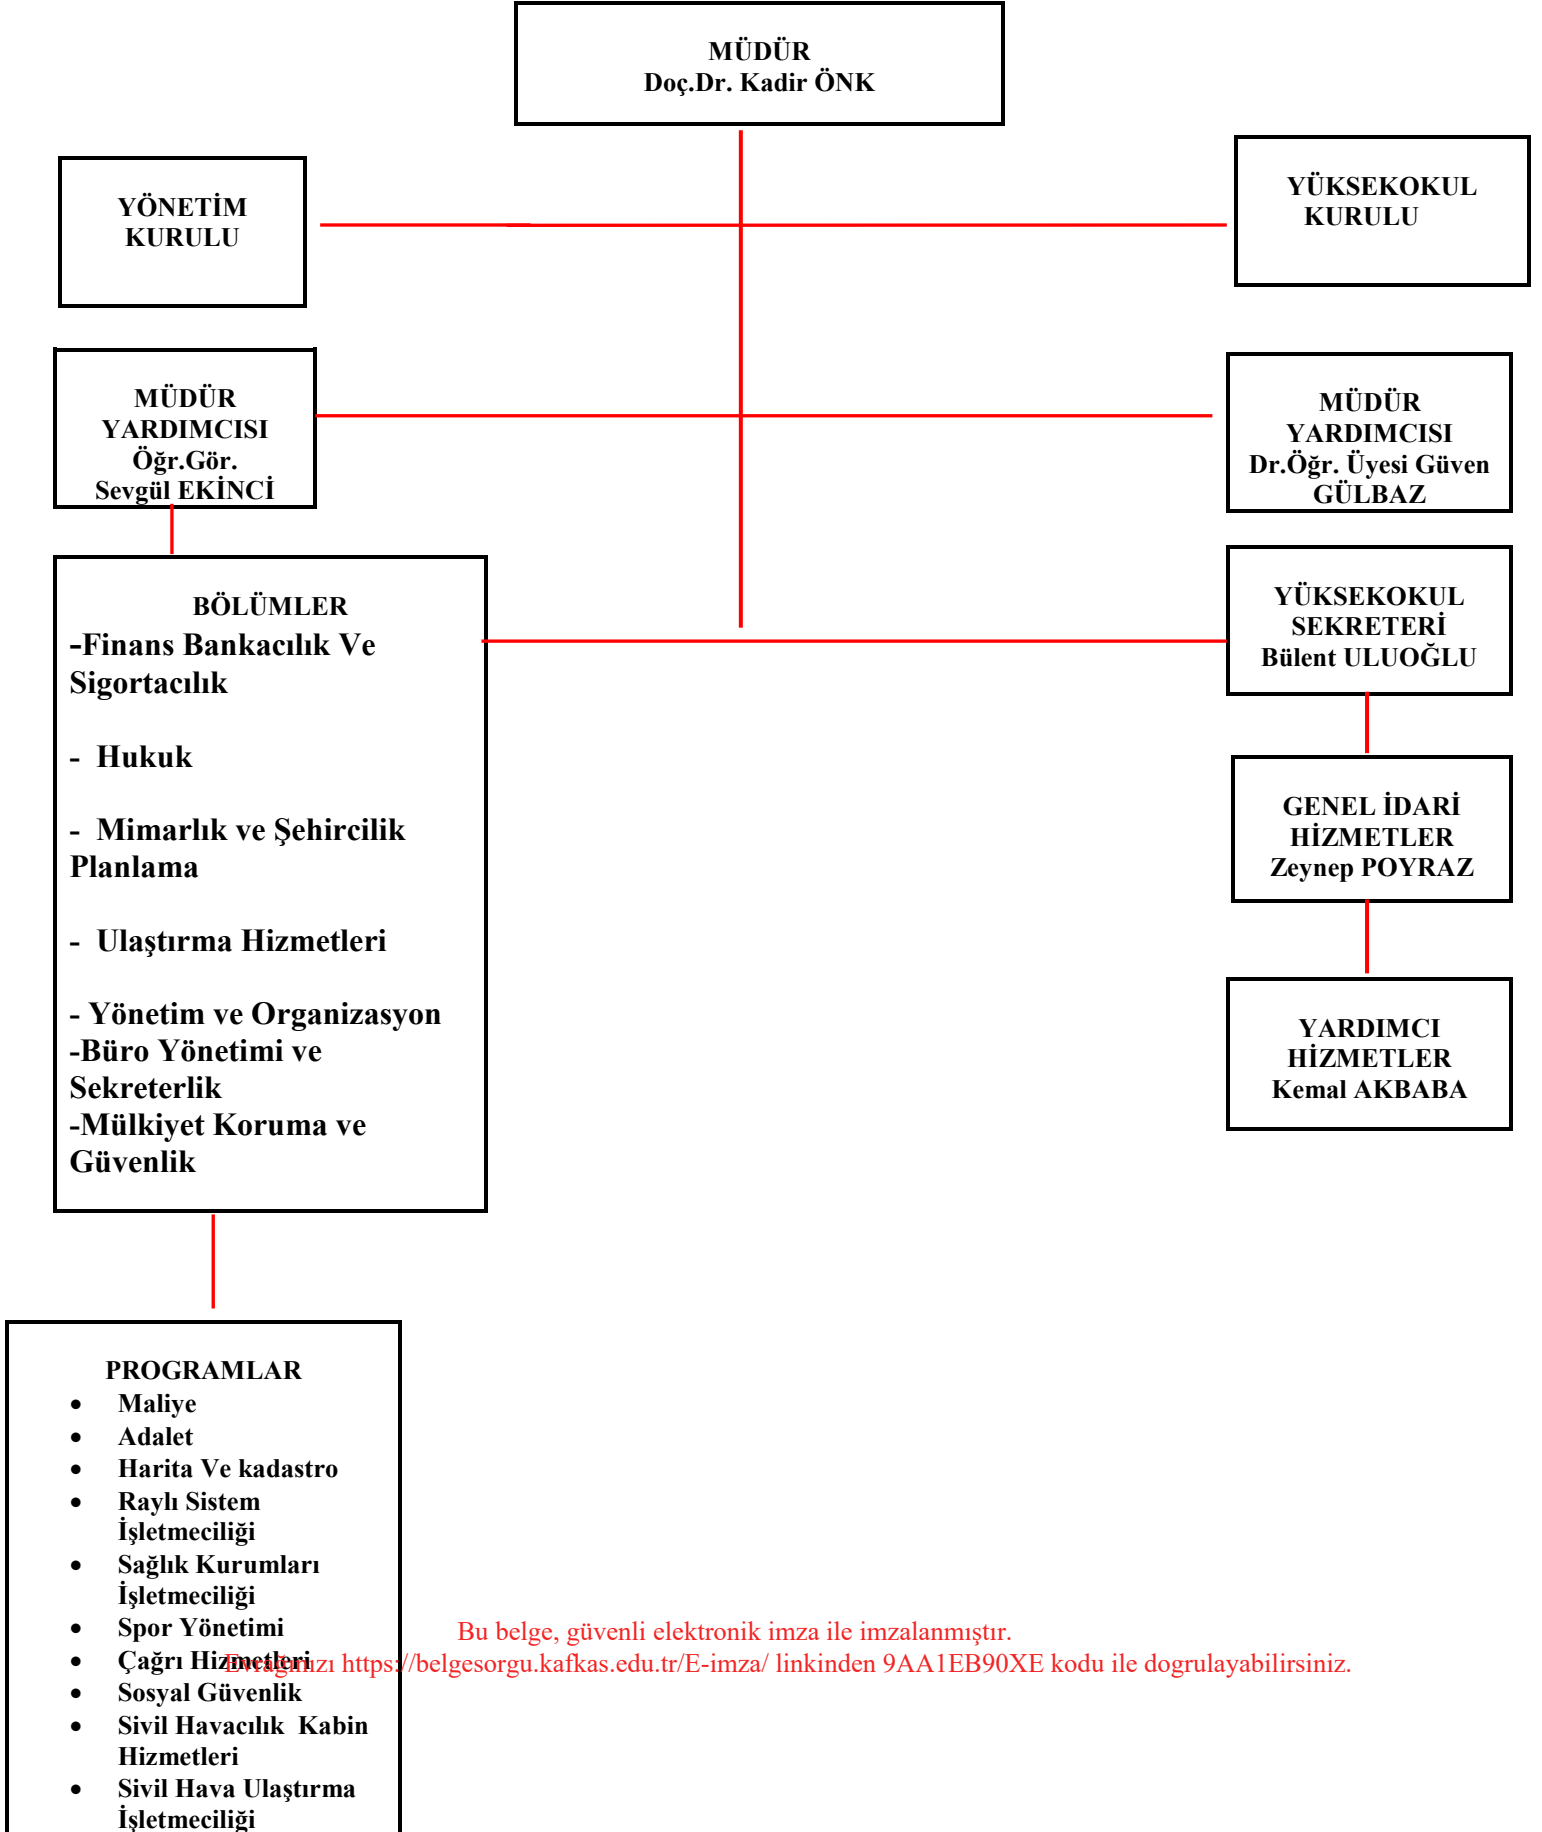 MÜDÜR
Doç.Dr. Kadir ÖNK
YÖNETİM
KURULU
YÜKSEKOKUL
KURULU
MÜDÜR
YARDIMCISI
Öğr.Gör.
Sevgül EKİNCİ
MÜDÜR
YARDIMCISI
Dr.Öğr. Üyesi Güven
GÜLBAZ
BÖLÜMLER
-Finans Bankacılık Ve
Sigortacılık
- Hukuk
- Mimarlık ve Şehircilik
Planlama
- Ulaştırma Hizmetleri
- Yönetim ve Organizasyon
-Büro Yönetimi ve
Sekreterlik
-Mülkiyet Koruma ve
Güvenlik
YÜKSEKOKUL
SEKRETERİ
Bülent ULUOĞLU
GENEL İDARİ
HİZMETLER
Zeynep POYRAZ
YARDIMCI
HİZMETLER
Kemal AKBABA
PROGRAMLAR
• Maliye
• Adalet
• Harita Ve kadastro
• Raylı Sistem
İşletmeciliği
• Sağlık Kurumları
İşletmeciliği
• Spor Yönetimi
• Çağrı Hizmetleri
• Sosyal Güvenlik
• Sivil Havacılık Kabin
Hizmetleri
• Sivil Hava Ulaştırma
İşletmeciliği
Bu belge, güvenli elektronik imza ile imzalanmıştır.
Evrağınızı https://belgesorgu.kafkas.edu.tr/E-imza/ linkinden 9AA1EB90XE kodu ile dogrulayabilirsiniz.